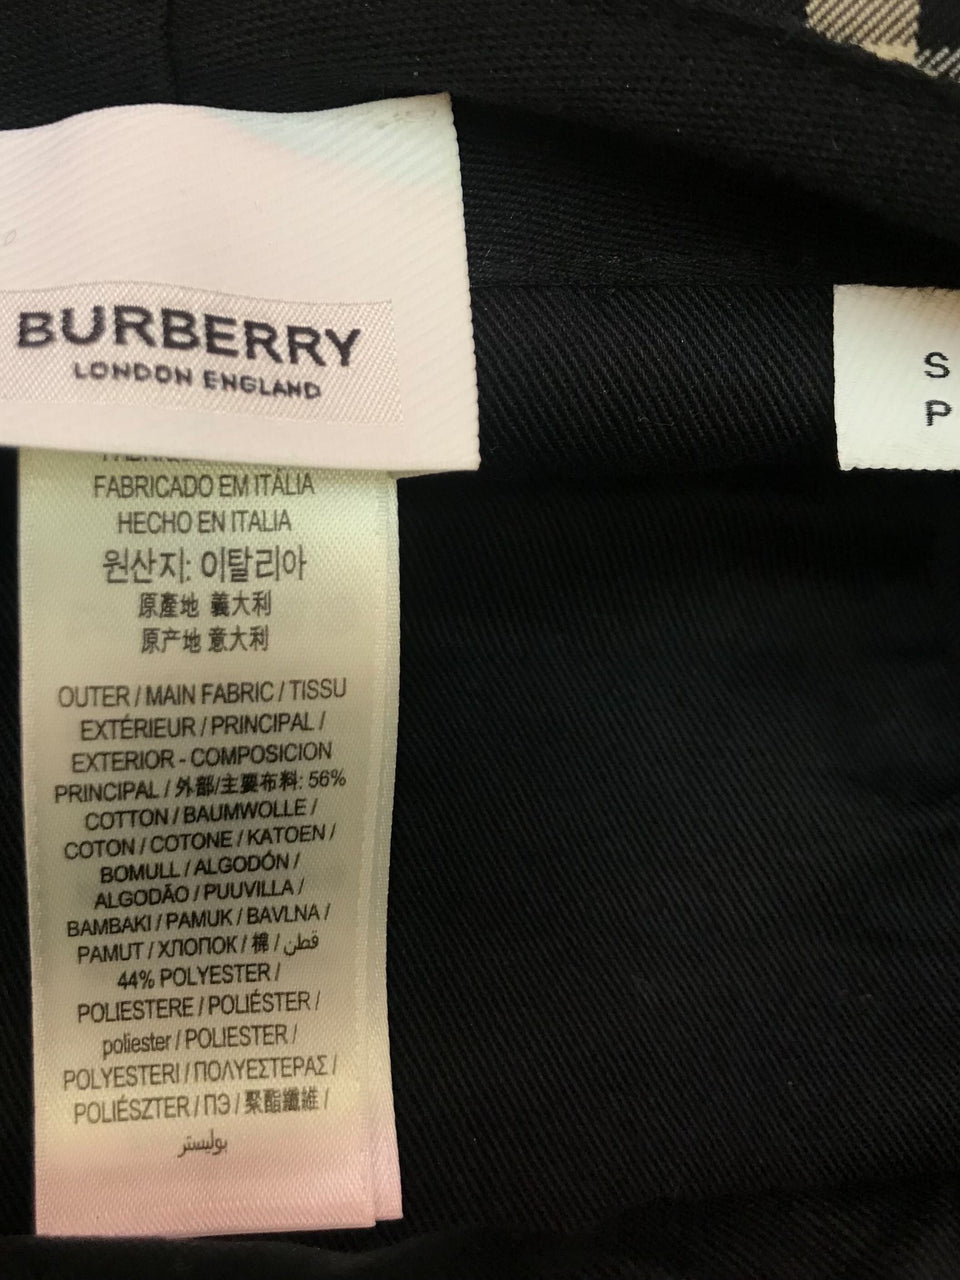 BURBERRY
LONDON ENGLAND
S
P
FABRICADO EM ITÁLIA
HECHO EN ITALIA
원산지: 이탈리아
原產地 義大利
原产地 意大利
OUTER / MAIN FABRIC / TISSU
EXTÉRIEUR / PRINCIPAL /
EXTERIOR - COMPOSICION
PRINCIPAL / 外部/主要布料: 56%
COTTON / BAUMWOLLE /
COTON / COTONE / KATOEN /
BOMULL / ALGODÓN /
ALGODÃO / PUUVILLA /
BAMBAKI / PAMUK / BAVLNA /
PAMUT / ХЛОПОК / 棉 / قطن
44% POLYESTER /
POLIESTERE / POLIÉSTER /
poliester / POLIESTER /
POLYESTERI / ΠΟΛΥΕΣΤΕΡΑΣ /
POLIÉSZTER / ПЭ / 聚酯纖維 /
بوليستر